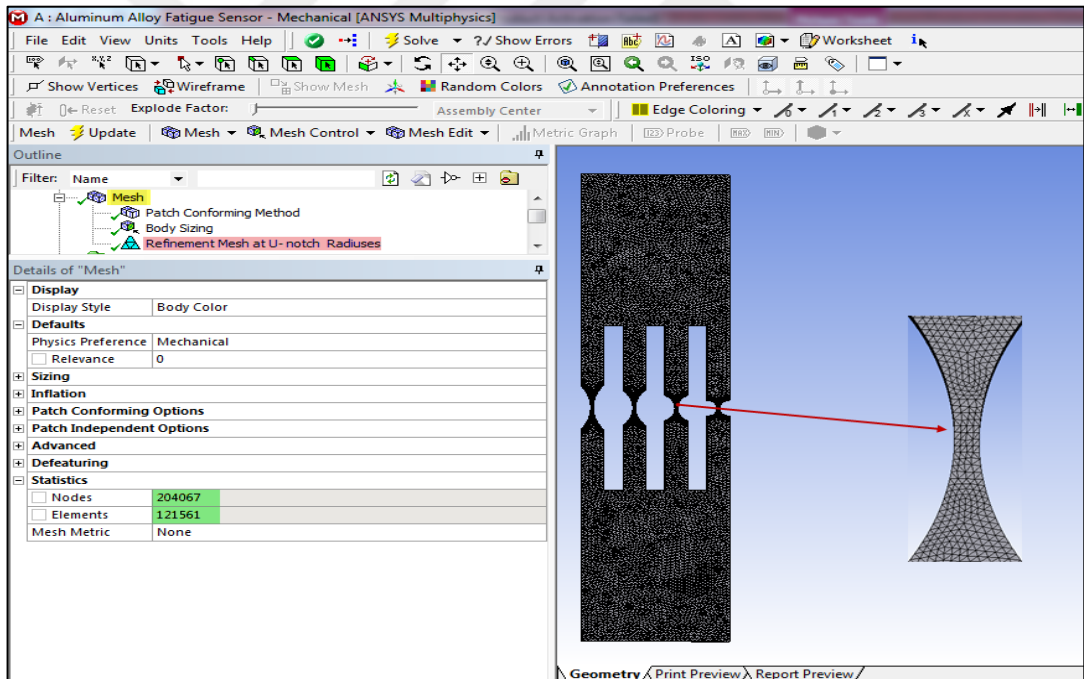 A : Aluminum Alloy Fatigue Sensor - Mechanical [ANSYS Multiphysics]
File Edit View Units Tools Help Solve ?/ Show Errors Worksheet
Show Vertices Wireframe Show Mesh Random Colors Annotation Preferences
Reset Explode Factor: Assembly Center Edge Coloring
Mesh Update Mesh Mesh Control Mesh Edit Metric Graph Probe
Outline
Filter: Name
Mesh
Patch Conforming Method
Body Sizing
Refinement Mesh at U- notch Radiuses
Details of "Mesh"
Display
Display Style Body Color
Defaults
Physics Preference Mechanical
Relevance 0
Sizing
Inflation
Patch Conforming Options
Patch Independent Options
Advanced
Defeaturing
Statistics
Nodes 204067
Elements 121561
Mesh Metric None
Geometry Print Preview Report Preview